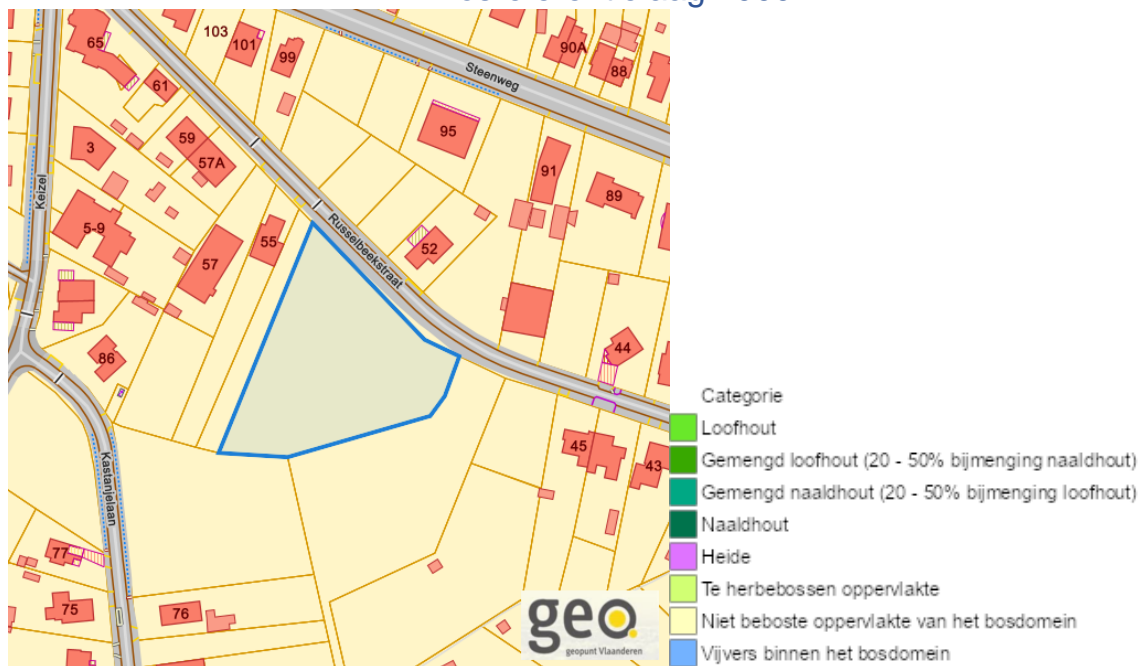 103
65
101
99
90A
88
Steenweg
61
95
59
57A
3
91
89
Keizel
5-9
55
Russelbeekstraat
52
57
44
86
Categorie
Loofhout
45
Gemengd loofhout (20 - 50% bijmenging naaldhout)
43
Gemengd naaldhout (20 - 50% bijmenging loofhout)
Kastanjelaan
Naaldhout
77
Heide
Te herbebossen oppervlakte
75
76
Niet beboste oppervlakte van het bosdomein
geo
geopunt Vlaanderen
Vijvers binnen het bosdomein